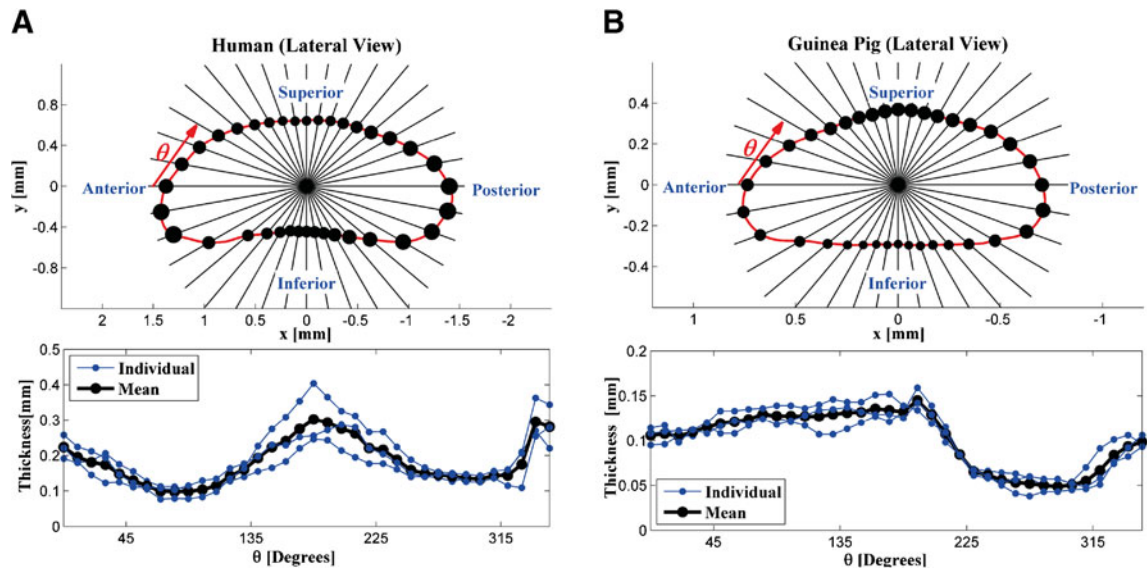 A
Human (Lateral View)
0.8
0.4
0
-0.4
-0.8
y [mm]
Superior
θ
Anterior
Posterior
Inferior
2 1.5 1 0.5 0 -0.5 -1 -1.5 -2
x [mm]
0.5
0.4
0.3
0.2
0.1
0
Thickness[mm]
Individual
Mean
45 135 225 315
θ [Degrees]
B
Guinea Pig (Lateral View)
0.4
0.2
0
-0.2
-0.4
y [mm]
Superior
θ
Anterior
Posterior
Inferior
1 0.5 0 -0.5 -1
x [mm]
0.2
0.15
0.1
0.05
0
Thickness [mm]
Individual
Mean
45 135 225 315
θ [Degrees]